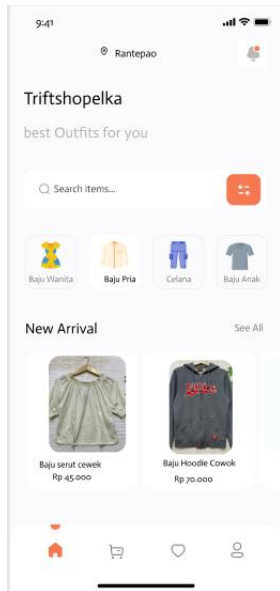 9:41
Rantepao
Triftshopelka
best Outfits for you
Search items...
Baju Wanita
Baju Pria
Celana
Baju Anak
New Arrival
See All
Baju serut cewek
Rp 45.000
Baju Hoodie Cowok
Rp 70.000